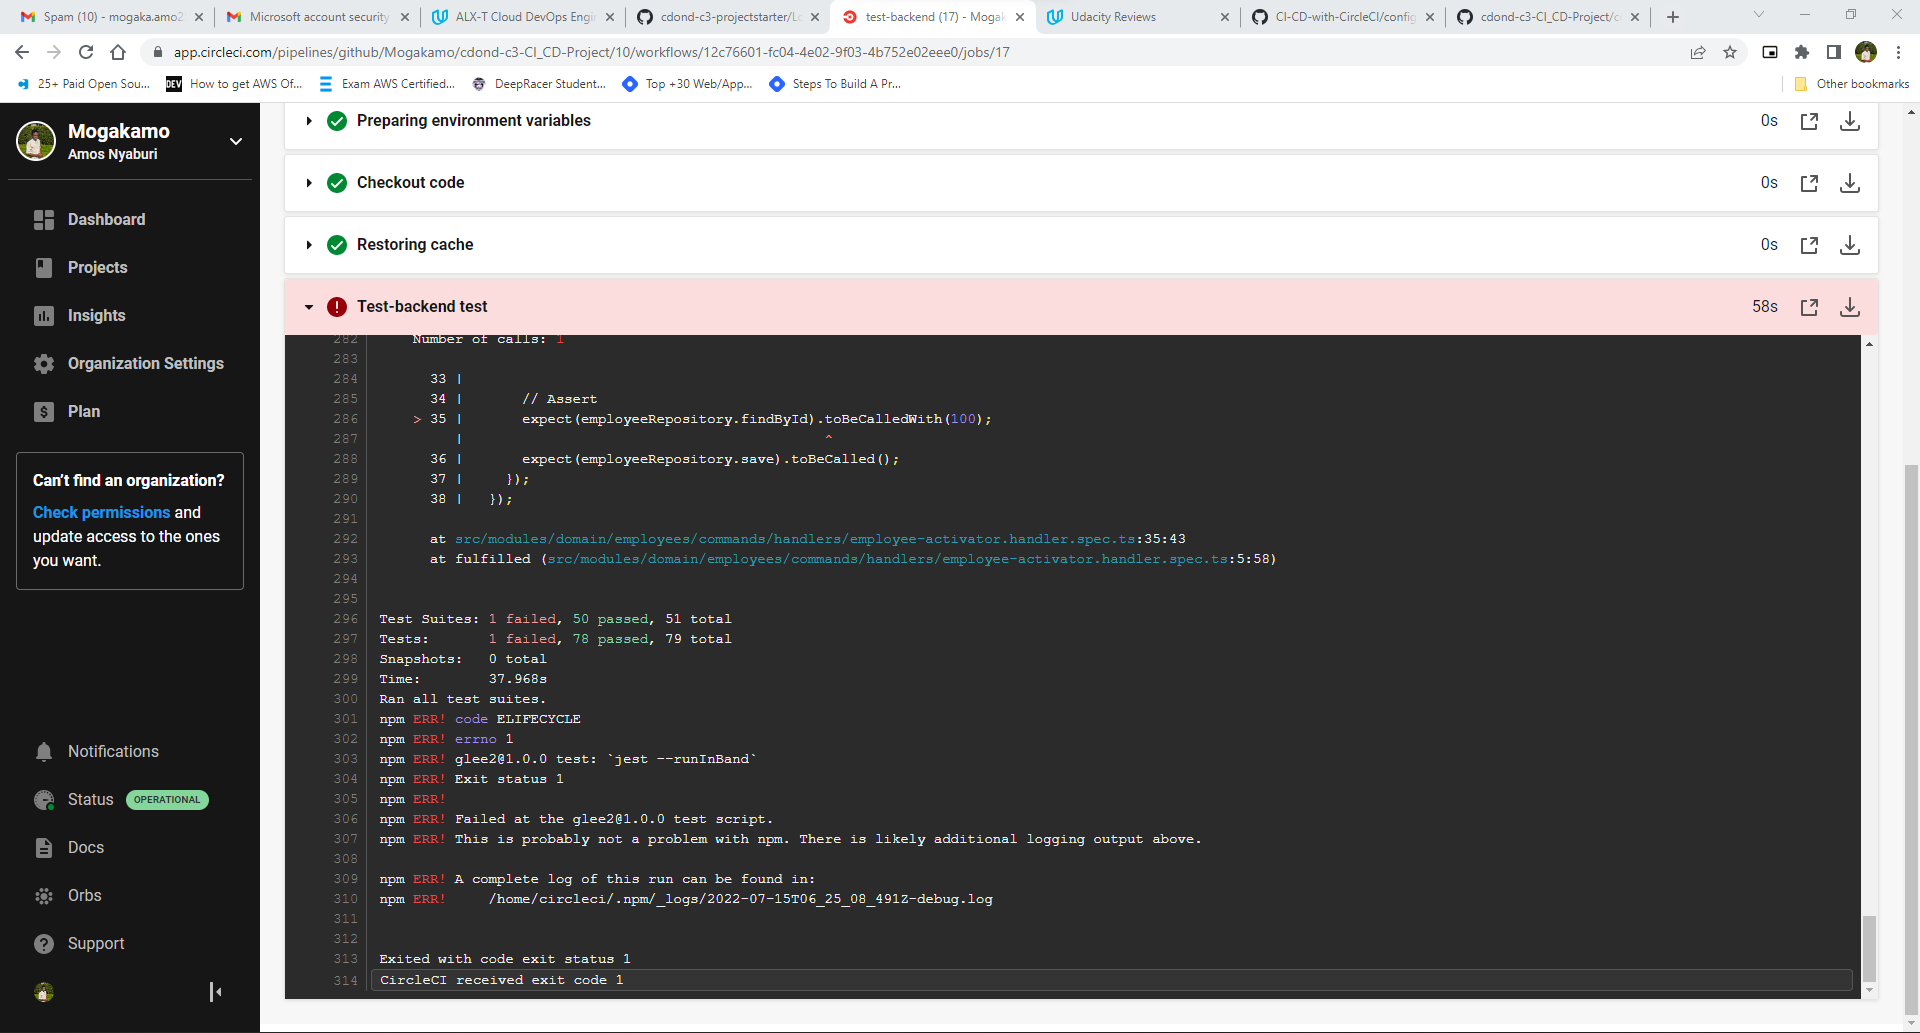 Spam (10) - mogaka.amo2
Microsoft account security
ALX-T Cloud DevOps Engi
cdond-c3-projectstarter/Lo
test-backend (17) - Mogak
Udacity Reviews
CI-CD-with-CircleCI/config
cdond-c3-CI_CD-Project/c
app.circleci.com/pipelines/github/Mogakamo/cdond-c3-CI_CD-Project/10/workflows/12c76601-fc04-4e02-9f03-4b752e02eee0/jobs/17
25+ Paid Open Sou...
DEV How to get AWS Of...
Exam AWS Certified...
DeepRacer Student...
Top +30 Web/App...
Steps To Build A Pr...
Other bookmarks
Mogakamo
Amos Nyaburi
Dashboard
Projects
Insights
Organization Settings
Plan
Can't find an organization?
Check permissions and
update access to the ones
you want.
Notifications
Status OPERATIONAL
Docs
Orbs
Support
Preparing environment variables 0s
Checkout code 0s
Restoring cache 0s
Test-backend test 58s
282 Number of calls: 1
283
284 33 |
285 34 | // Assert
286 > 35 | expect(employeeRepository.findById).toBeCalledWith(100);
287 | ^
288 36 | expect(employeeRepository.save).toBeCalled();
289 37 | });
290 38 | });
291
292 at src/modules/domain/employees/commands/handlers/employee-activator.handler.spec.ts:35:43
293 at fulfilled (src/modules/domain/employees/commands/handlers/employee-activator.handler.spec.ts:5:58)
294
295
296 Test Suites: 1 failed, 50 passed, 51 total
297 Tests: 1 failed, 78 passed, 79 total
298 Snapshots: 0 total
299 Time: 37.968s
300 Ran all test suites.
301 npm ERR! code ELIFECYCLE
302 npm ERR! errno 1
303 npm ERR! glee2@1.0.0 test: `jest --runInBand`
304 npm ERR! Exit status 1
305 npm ERR!
306 npm ERR! Failed at the glee2@1.0.0 test script.
307 npm ERR! This is probably not a problem with npm. There is likely additional logging output above.
308
309 npm ERR! A complete log of this run can be found in:
310 npm ERR! /home/circleci/.npm/_logs/2022-07-15T06_25_08_491Z-debug.log
311
312
313 Exited with code exit status 1
314 CircleCI received exit code 1